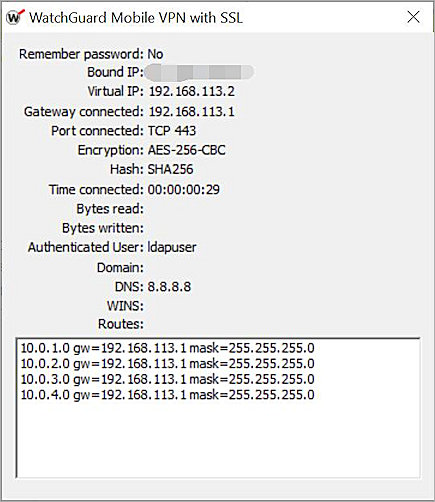 WatchGuard Mobile VPN with SSL
Remember password: No
Bound IP:
Virtual IP: 192.168.113.2
Gateway connected: 192.168.113.1
Port connected: TCP 443
Encryption: AES-256-CBC
Hash: SHA256
Time connected: 00:00:00:29
Bytes read:
Bytes written:
Authenticated User: ldapuser
Domain:
DNS: 8.8.8.8
WINS:
Routes:
10.0.1.0 gw=192.168.113.1 mask=255.255.255.0
10.0.2.0 gw=192.168.113.1 mask=255.255.255.0
10.0.3.0 gw=192.168.113.1 mask=255.255.255.0
10.0.4.0 gw=192.168.113.1 mask=255.255.255.0